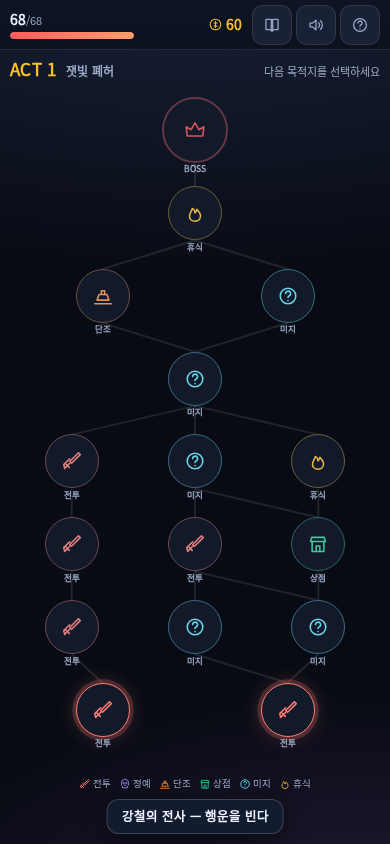 68/68
60
ACT 1 잿빛 폐허
다음 목적지를 선택하세요
BOSS
휴식
단조 미지
미지
전투 미지 휴식
전투 전투 상점
전투 미지 미지
전투 전투
전투 정예 단조 상점 미지 휴식
강철의 전사 — 행운을 빈다